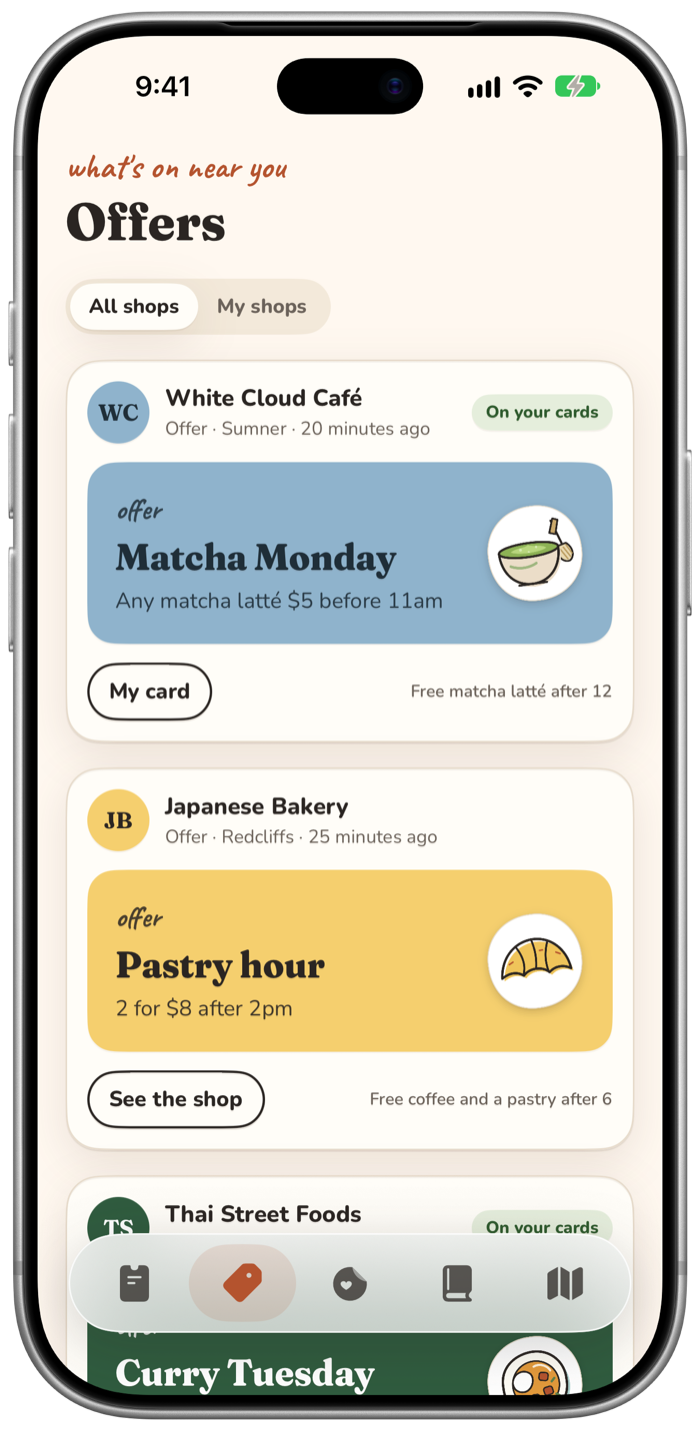 9:41
what's on near you
Offers
All shops My shops
WC
White Cloud Café
Offer · Sumner · 20 minutes ago
On your cards
offer
Matcha Monday
Any matcha latté $5 before 11am
My card
Free matcha latté after 12
JB
Japanese Bakery
Offer · Redcliffs · 25 minutes ago
offer
Pastry hour
2 for $8 after 2pm
See the shop
Free coffee and a pastry after 6
TS
Thai Street Foods
On your cards
Curry Tuesday